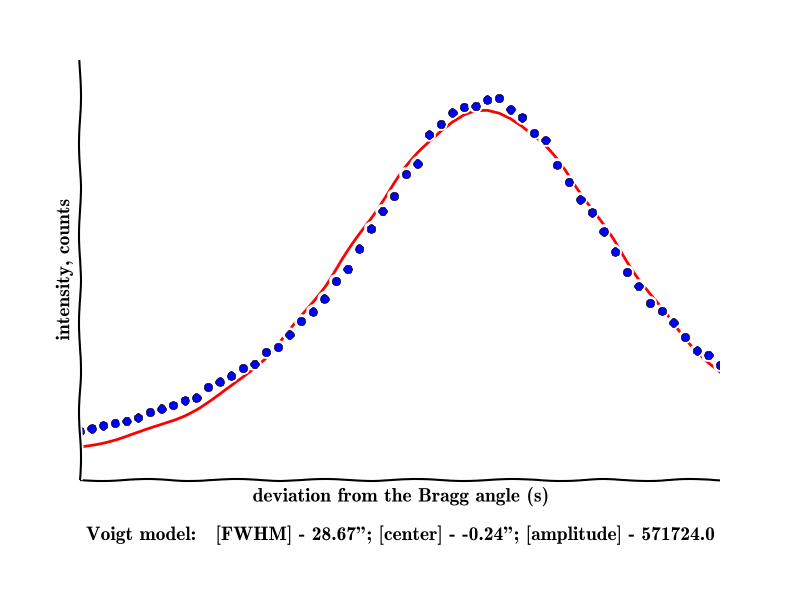 intensity, counts
deviation from the Bragg angle (s)
Voigt model: [FWHM] - 28.67”; [center] - -0.24”; [amplitude] - 571724.0